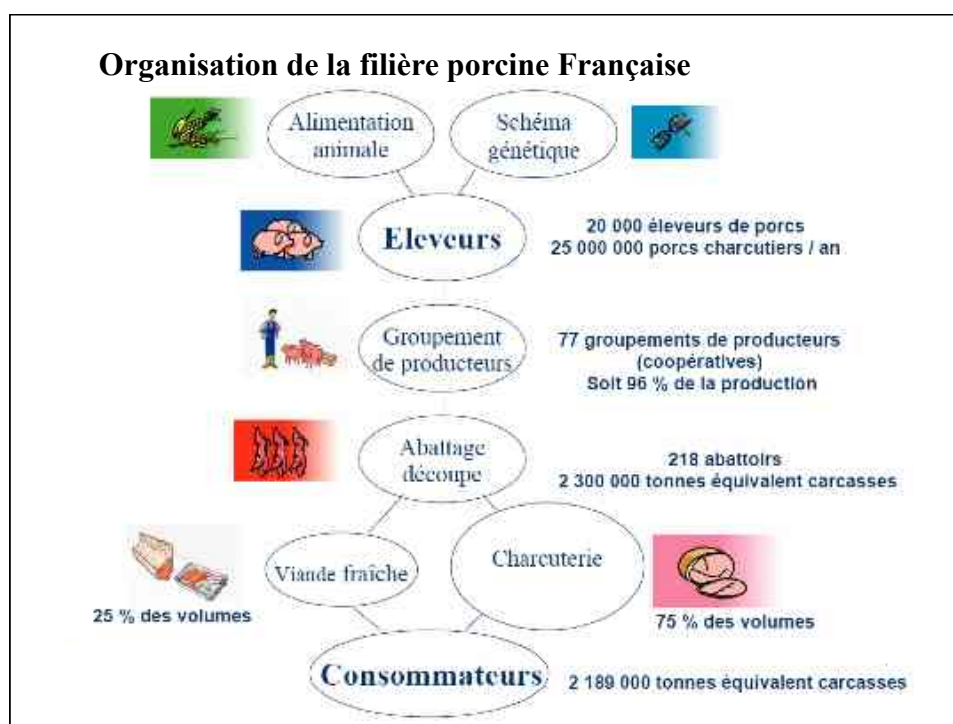 Organisation de la filière porcine Française
Alimentation
animale
Schéma
génétique
Eleveurs
20 000 éleveurs de porcs
25 000 000 porcs charcutiers / an
Groupement
de producteurs
77 groupements de producteurs
(coopératives)
Soit 96 % de la production
Abattage
découpe
218 abattoirs
2 300 000 tonnes équivalent carcasses
Viande fraîche
Charcuterie
25 % des volumes
75 % des volumes
Consommateurs
2 189 000 tonnes équivalent carcasses